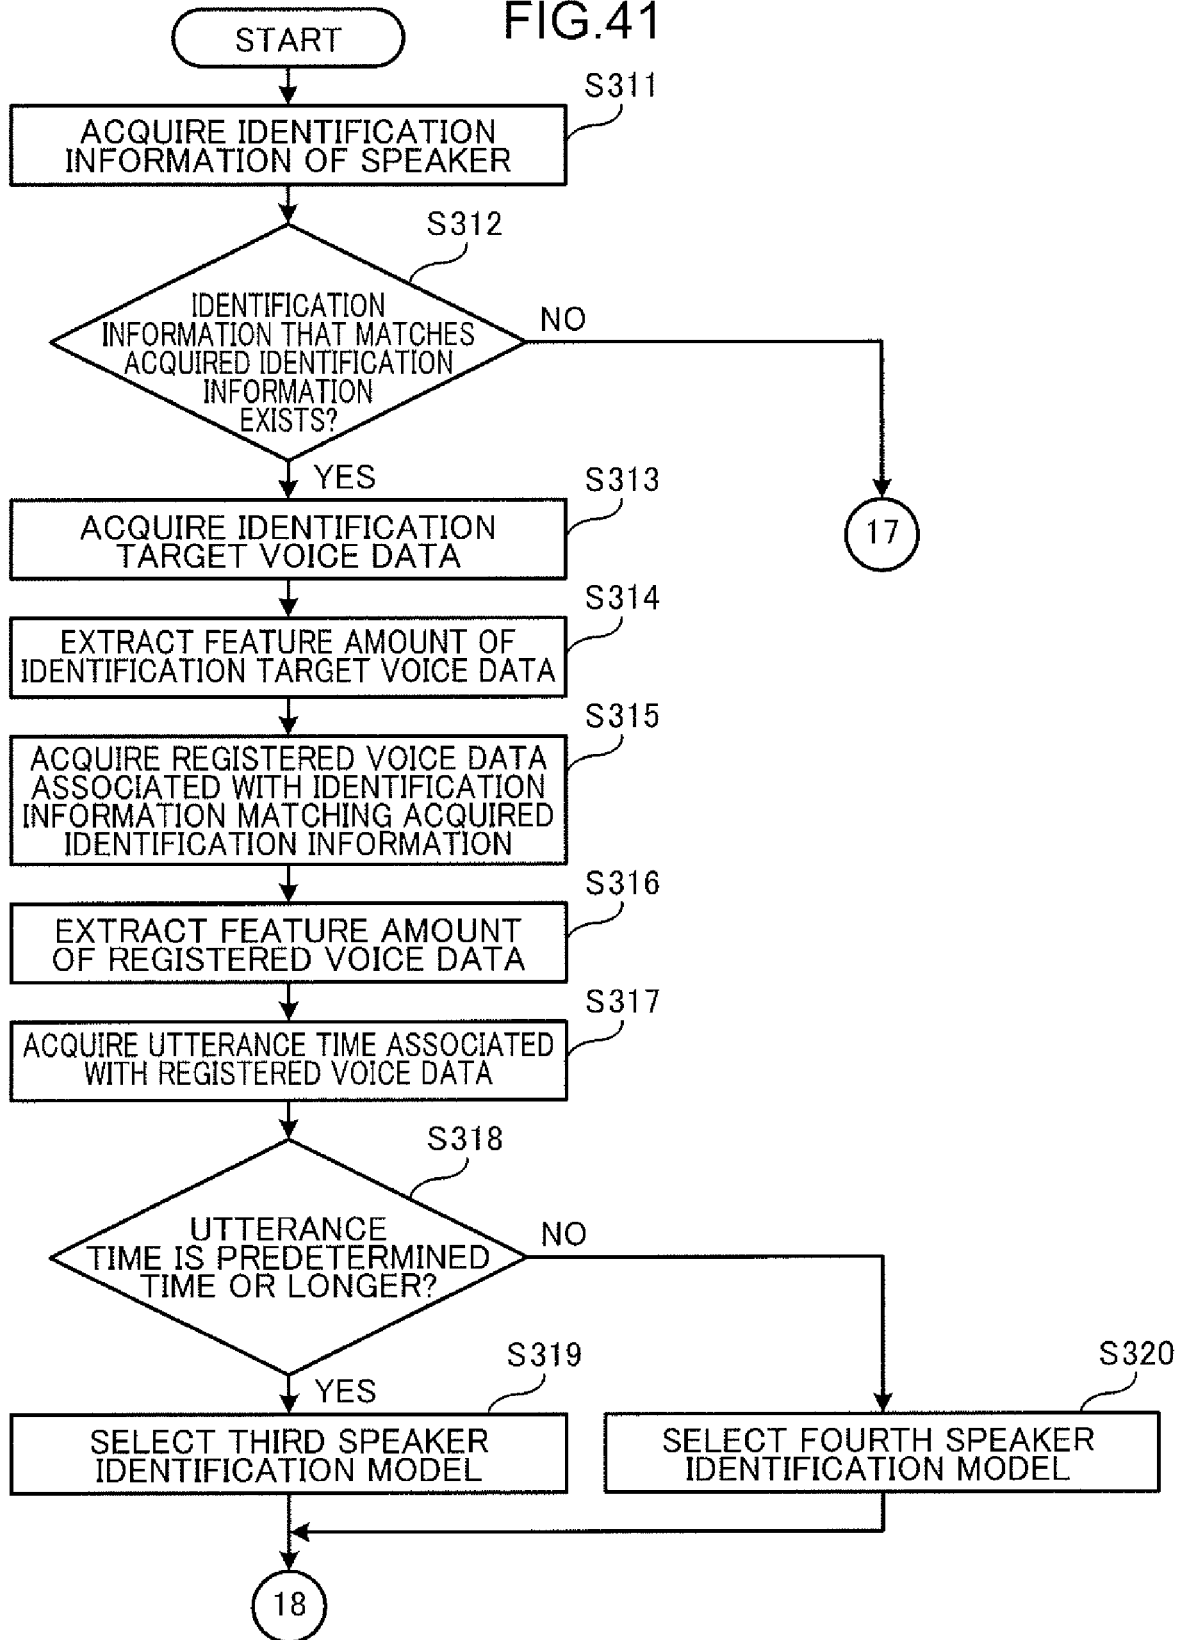 FIG.41
START
S311
ACQUIRE IDENTIFICATION
INFORMATION OF SPEAKER
S312
IDENTIFICATION
INFORMATION THAT MATCHES
ACQUIRED IDENTIFICATION
INFORMATION
EXISTS?
NO
YES
17
S313
ACQUIRE IDENTIFICATION
TARGET VOICE DATA
S314
EXTRACT FEATURE AMOUNT OF
IDENTIFICATION TARGET VOICE DATA
S315
ACQUIRE REGISTERED VOICE DATA
ASSOCIATED WITH IDENTIFICATION
INFORMATION MATCHING ACQUIRED
IDENTIFICATION INFORMATION
S316
EXTRACT FEATURE AMOUNT
OF REGISTERED VOICE DATA
S317
ACQUIRE UTTERANCE TIME ASSOCIATED
WITH REGISTERED VOICE DATA
S318
UTTERANCE
TIME IS PREDETERMINED
TIME OR LONGER?
NO
YES
S319
SELECT THIRD SPEAKER
IDENTIFICATION MODEL
S320
SELECT FOURTH SPEAKER
IDENTIFICATION MODEL
18